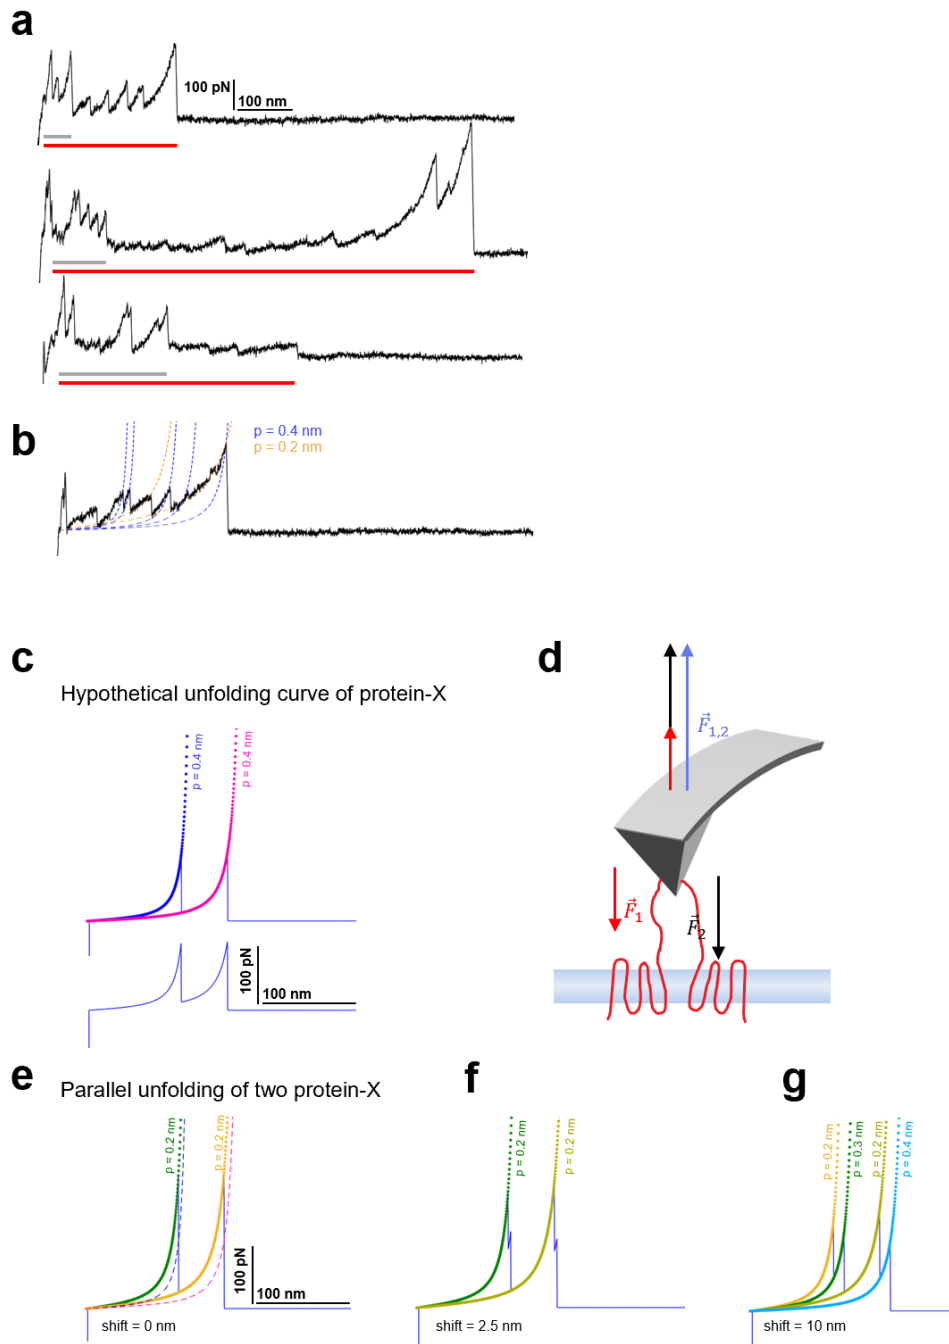 a
100 pN
100 nm
b
p = 0.4 nm
p = 0.2 nm
c
Hypothetical unfolding curve of protein-X
p = 0.4 nm
p = 0.4 nm
100 pN
100 nm
d
F⃗1,2
F⃗1
F⃗2
e
Parallel unfolding of two protein-X
p = 0.2 nm
p = 0.2 nm
100 pN
100 nm
shift = 0 nm
f
p = 0.2 nm
p = 0.2 nm
shift = 2.5 nm
g
p = 0.2 nm
p = 0.3 nm
p = 0.2 nm
p = 0.4 nm
shift = 10 nm